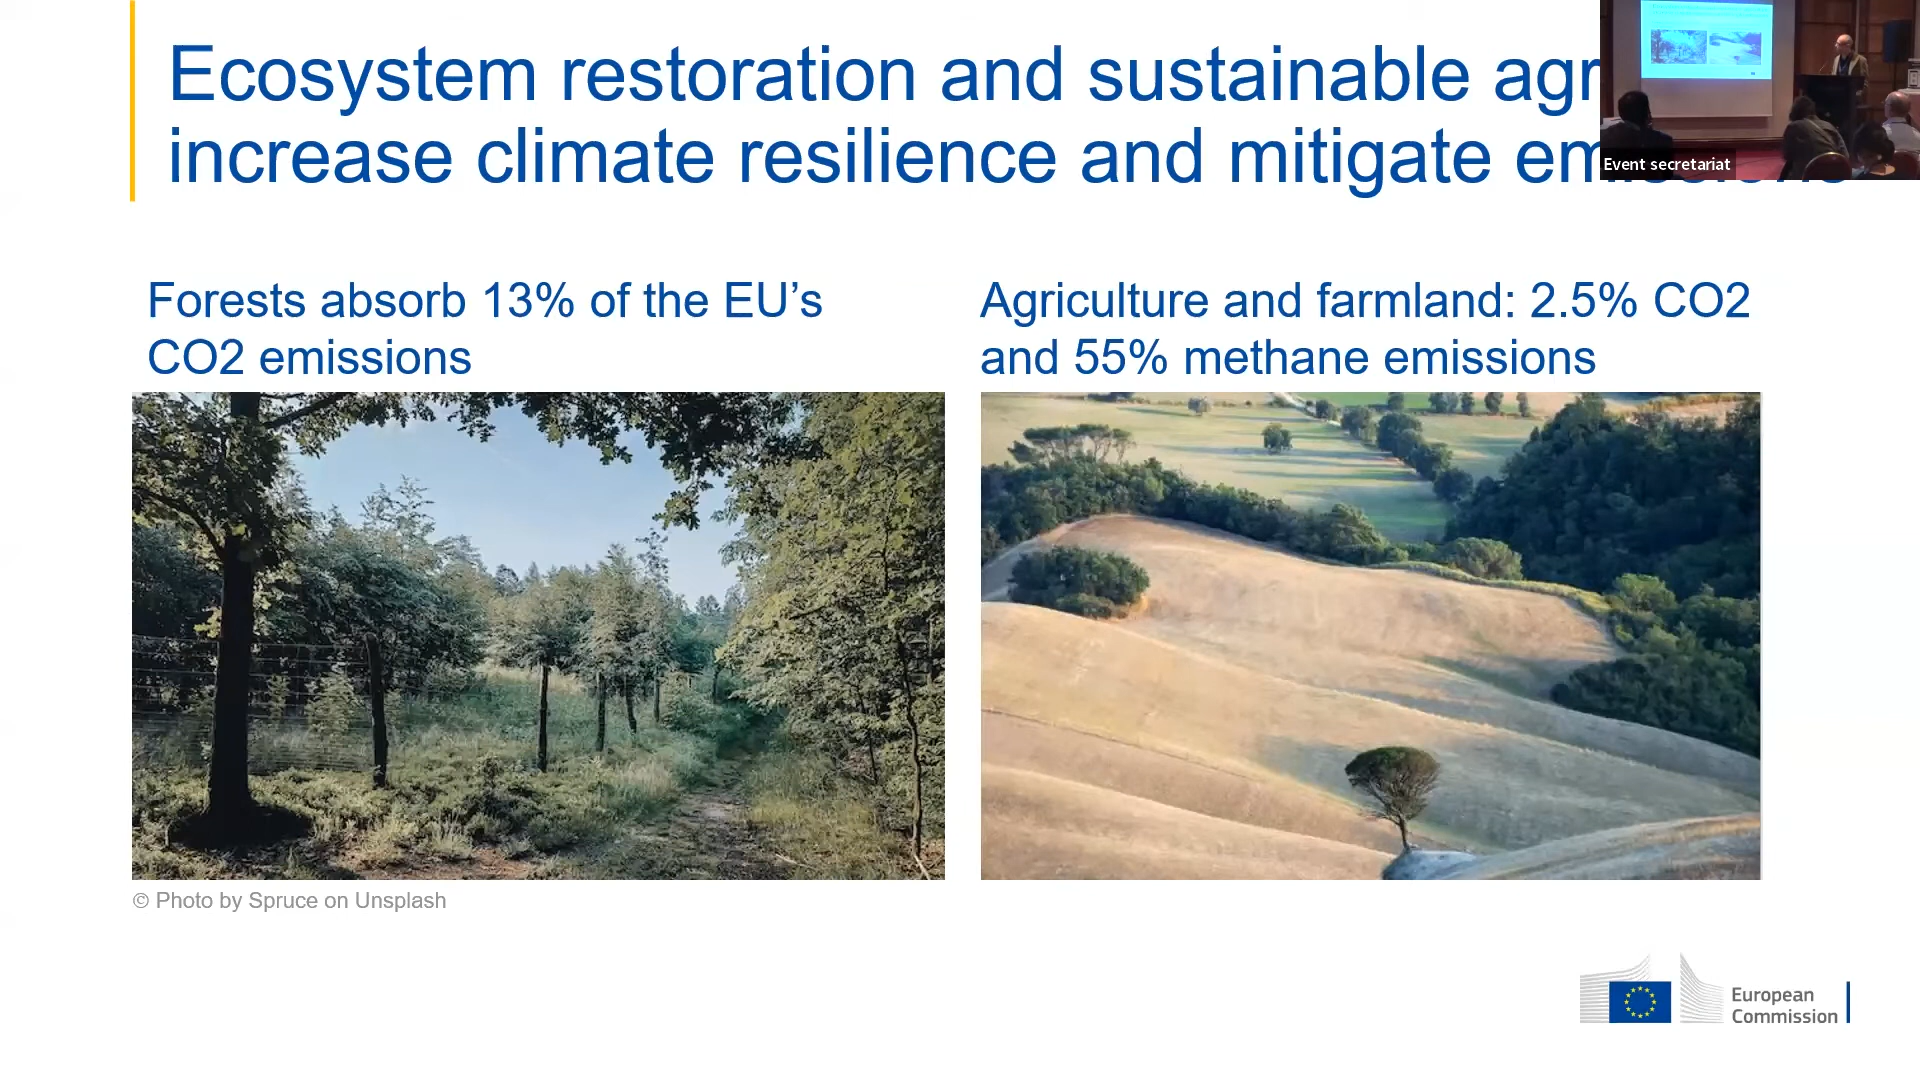 Ecosystem restoration and sustainable agr
increase climate resilience and mitigate emissions
Event secretariat
Forests absorb 13% of the EU’s
CO2 emissions
Agriculture and farmland: 2.5% CO2
and 55% methane emissions
© Photo by Spruce on Unsplash
European
Commission